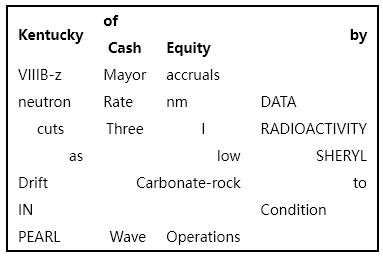 Kentucky of Cash Equity by
VIIIB-z Mayor accruals
neutron Rate nm DATA
cuts Three I RADIOACTIVITY
as low SHERYL
Drift Carbonate-rock to
IN Condition
PEARL Wave Operations